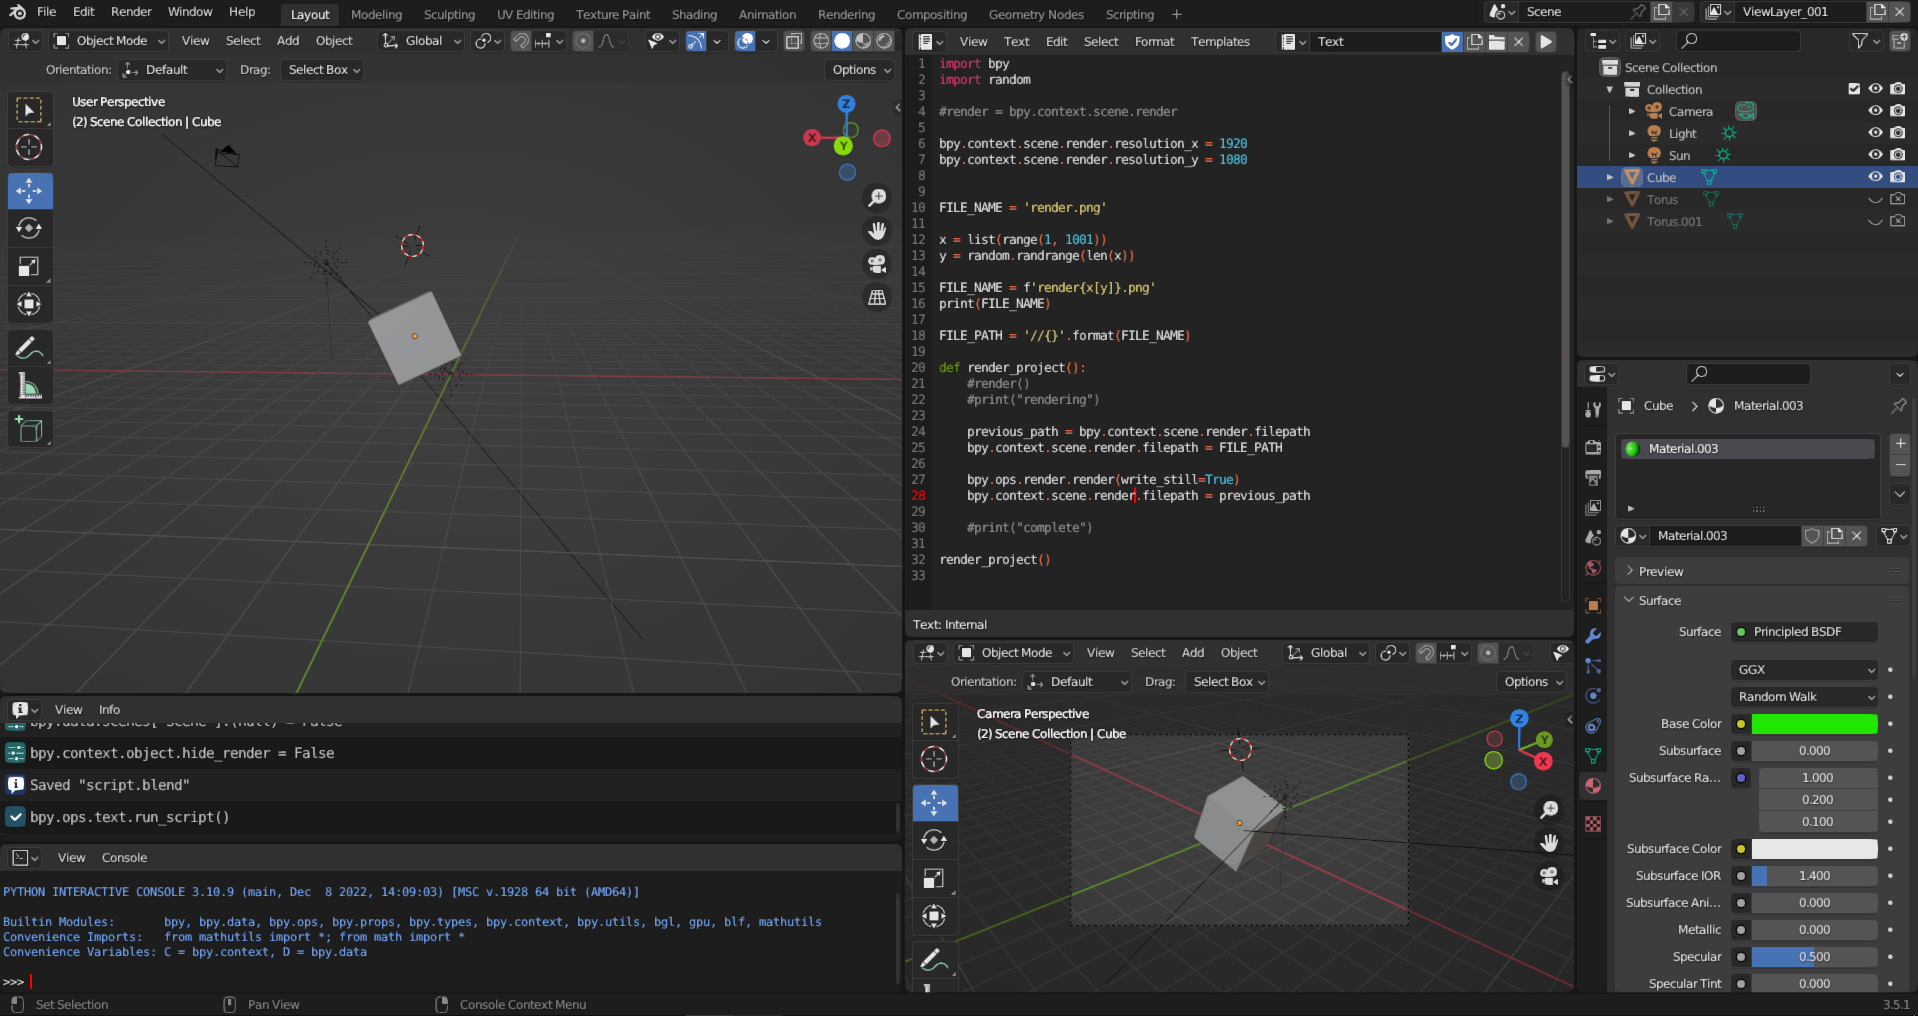 File Edit Render Window Help Layout Modeling Sculpting UV Editing Texture Paint Shading Animation Rendering Compositing Geometry Nodes Scripting + Scene ViewLayer_001
Object Mode View Select Add Object Global
Orientation: Default Drag: Select Box Options
User Perspective
(2) Scene Collection | Cube
Z
X
Y
View Text Edit Select Format Templates Text
1 import bpy
2 import random
3
4 #render = bpy.context.scene.render
5
6 bpy.context.scene.render.resolution_x = 1920
7 bpy.context.scene.render.resolution_y = 1080
8
9
10 FILE_NAME = 'render.png'
11
12 x = list(range(1, 1001))
13 y = random.randrange(len(x))
14
15 FILE_NAME = f'render{x[y]}.png'
16 print(FILE_NAME)
17
18 FILE_PATH = '//{}'.format(FILE_NAME)
19
20 def render_project():
21     #render()
22     #print("rendering")
23
24     previous_path = bpy.context.scene.render.filepath
25     bpy.context.scene.render.filepath = FILE_PATH
26
27     bpy.ops.render.render(write_still=True)
28     bpy.context.scene.render.filepath = previous_path
29
30     #print("complete")
31
32 render_project()
33
Text: Internal
Object Mode View Select Add Object Global
Orientation: Default Drag: Select Box Options
Camera Perspective
(2) Scene Collection | Cube
Z
Y
X
Scene Collection
Collection
Camera
Light
Sun
Cube
Torus
Torus.001
Cube > Material.003
Material.003
Material.003
Preview
Surface
Surface Principled BSDF
GGX
Random Walk
Base Color
Subsurface 0.000
Subsurface Ra... 1.000
0.200
0.100
Subsurface Color
Subsurface IOR 1.400
Subsurface Ani... 0.000
Metallic 0.000
Specular 0.500
Specular Tint 0.000
View Info
bpy.data.scenes["Scene"].(null) = False
bpy.context.object.hide_render = False
Saved "script.blend"
bpy.ops.text.run_script()
View Console
PYTHON INTERACTIVE CONSOLE 3.10.9 (main, Dec  8 2022, 14:09:03) [MSC v.1928 64 bit (AMD64)]
Builtin Modules:       bpy, bpy.data, bpy.ops, bpy.props, bpy.types, bpy.context, bpy.utils, bgl, gpu, blf, mathutils
Convenience Imports:   from mathutils import *; from math import *
Convenience Variables: C = bpy.context, D = bpy.data
>>>
Set Selection Pan View Console Context Menu 3.5.1